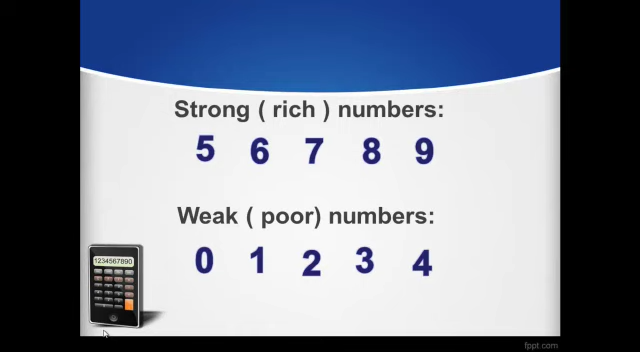 Strong ( rich ) numbers:
5 6 7 8 9
Weak ( poor) numbers:
0 1 2 3 4
1234567890
fppt.com